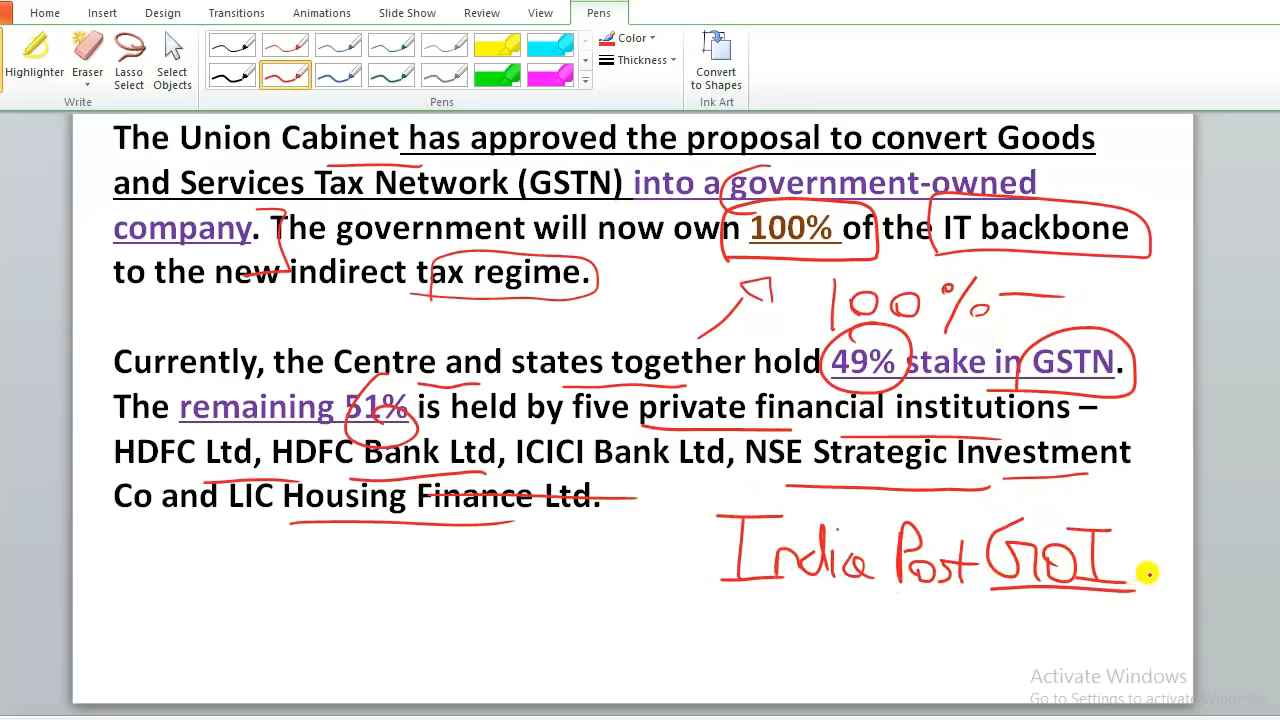 Home Insert Design Transitions Animations Slide Show Review View Pens
Highlighter Eraser Lasso Select Select Objects Color Thickness Convert to Shapes
Write Pens Ink Art
The Union Cabinet has approved the proposal to convert Goods
and Services Tax Network (GSTN) into a government-owned
company. The government will now own 100% of the IT backbone
to the new indirect tax regime.
100%
Currently, the Centre and states together hold 49% stake in GSTN.
The remaining 51% is held by five private financial institutions –
HDFC Ltd, HDFC Bank Ltd, ICICI Bank Ltd, NSE Strategic Investment
Co and LIC Housing Finance Ltd.
India Post GOI
Activate Windows
Go to Settings to activate Windows.